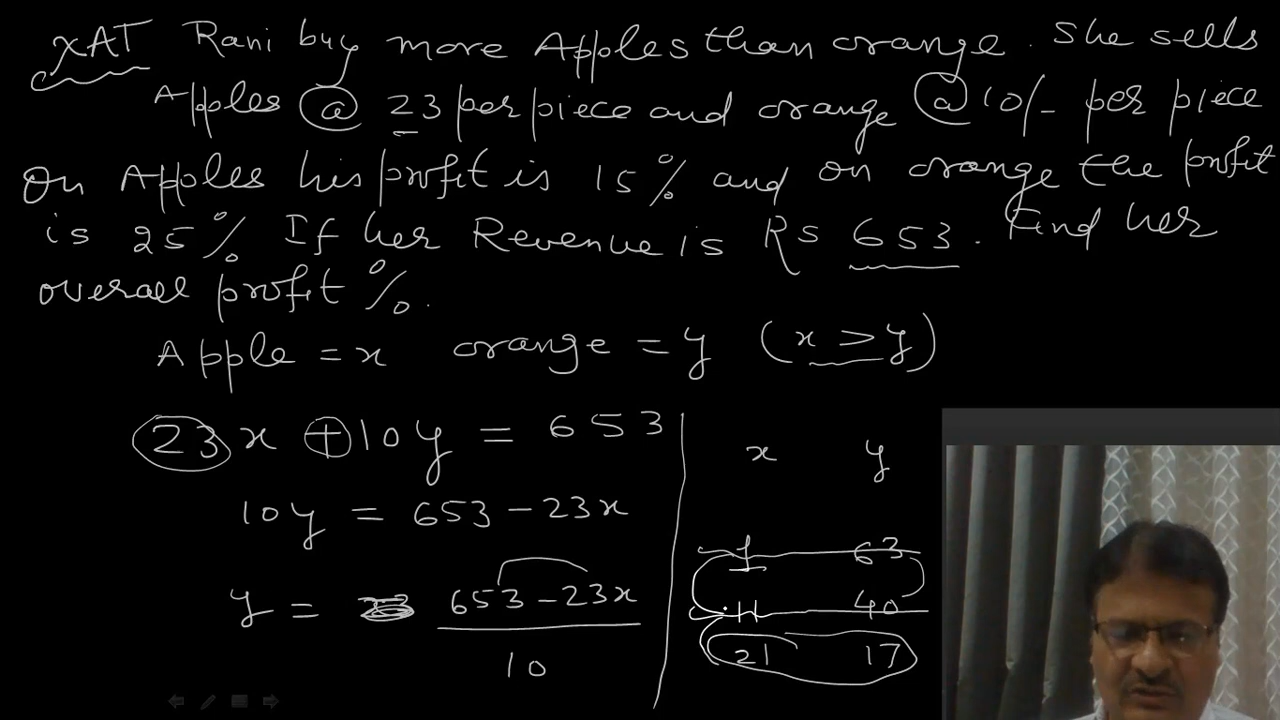 XAT Rani buy more Apples than orange. She sells
Apples @ 23 per piece and orange @ 10/- per piece
On Apples his profit is 15% and on orange the profit
is 25%. If her Revenue is Rs 653. Find her
overall profit %.
Apple = x orange = y (x > y)
23x + 10y = 653
10y = 653 - 23x
y = 653 - 23x
10
x y
1 63
11 40
21 17